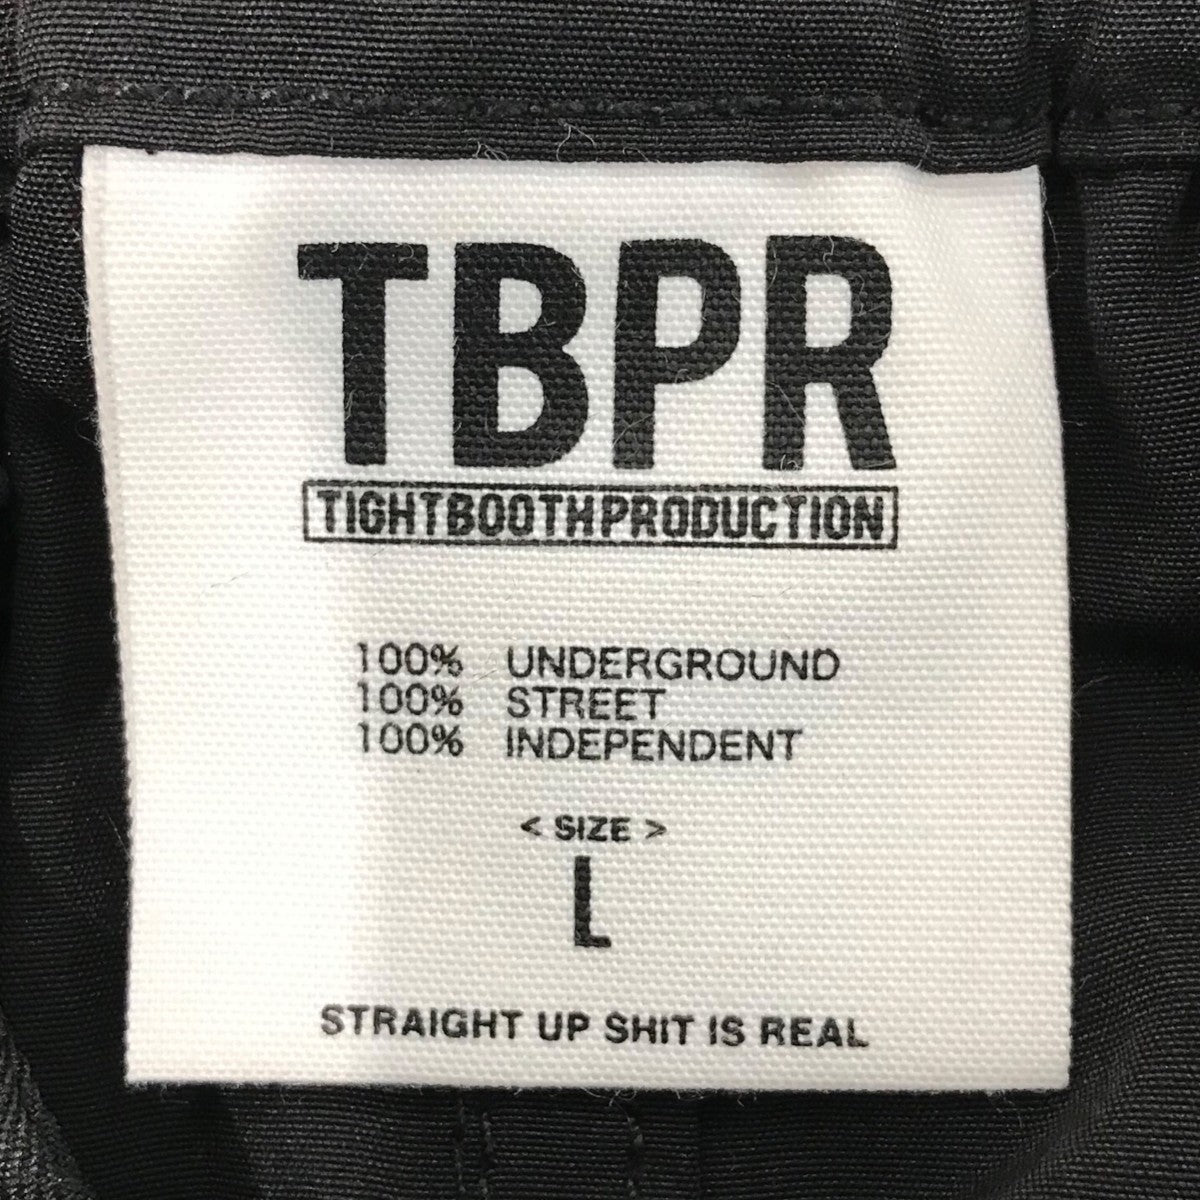 TBPR
TIGHTBOOTHPRODUCTION
100% UNDERGROUND
100% STREET
100% INDEPENDENT
< SIZE >
L
STRAIGHT UP SHIT IS REAL